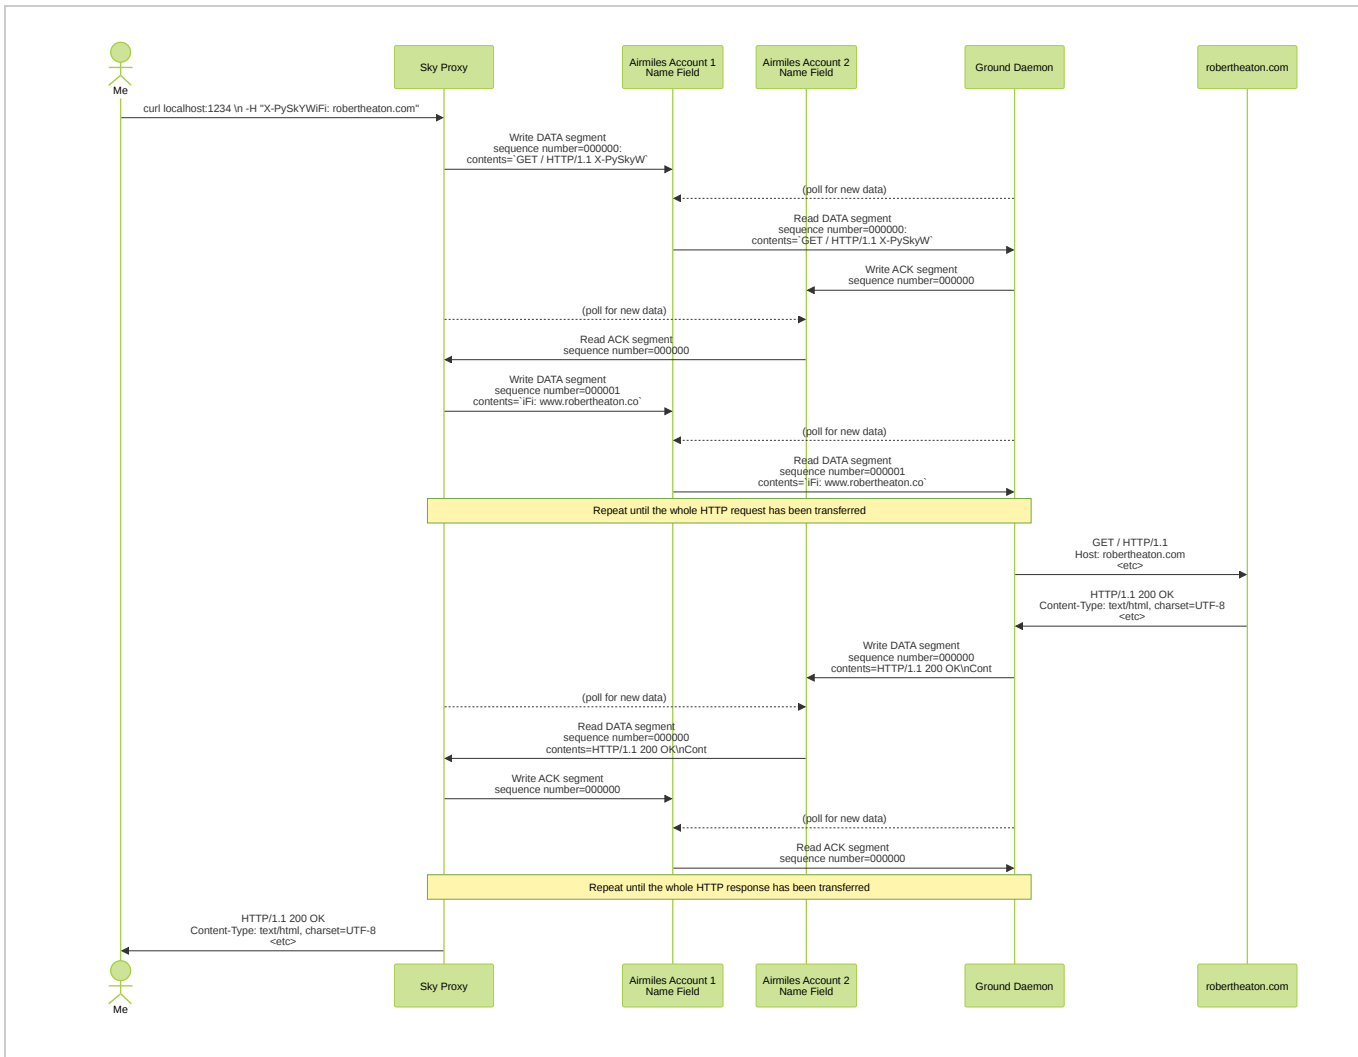 Me
Sky Proxy
Airmiles Account 1
Name Field
Airmiles Account 2
Name Field
Ground Daemon
robertheaton.com
curl localhost:1234 \n -H "X-PySkYWiFi: robertheaton.com"
Write DATA segment
sequence number=000000:
contents=`GET / HTTP/1.1 X-PySkyW`
(poll for new data)
Read DATA segment
sequence number=000000:
contents=`GET / HTTP/1.1 X-PySkyW`
Write ACK segment
sequence number=000000
(poll for new data)
Read ACK segment
sequence number=000000
Write DATA segment
sequence number=000001
contents=`iFi: www.robertheaton.co`
(poll for new data)
Read DATA segment
sequence number=000001
contents=`iFi: www.robertheaton.co`
Repeat until the whole HTTP request has been transferred
GET / HTTP/1.1
Host: robertheaton.com
<etc>
HTTP/1.1 200 OK
Content-Type: text/html, charset=UTF-8
<etc>
Write DATA segment
sequence number=000000
contents=HTTP/1.1 200 OK\nCont
(poll for new data)
Read DATA segment
sequence number=000000
contents=HTTP/1.1 200 OK\nCont
Write ACK segment
sequence number=000000
(poll for new data)
Read ACK segment
sequence number=000000
Repeat until the whole HTTP response has been transferred
HTTP/1.1 200 OK
Content-Type: text/html, charset=UTF-8
<etc>
Me
Sky Proxy
Airmiles Account 1
Name Field
Airmiles Account 2
Name Field
Ground Daemon
robertheaton.com